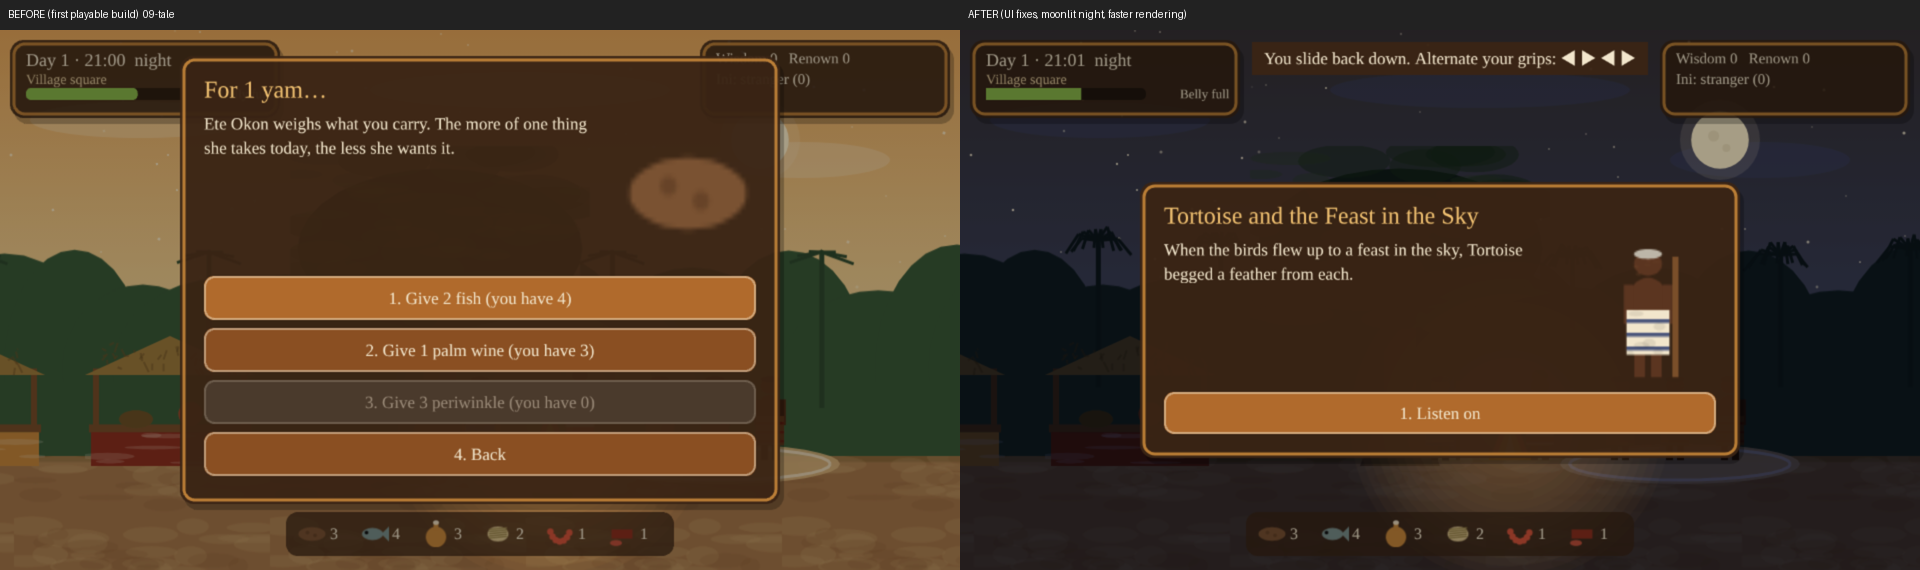 BEFORE (first playable build) 09-tale
Day 1 · 21:00 night
Village square
Wisdom 0 Renown 0
(0)
For 1 yam…
Ete Okon weighs what you carry. The more of one thing
she takes today, the less she wants it.
1. Give 2 fish (you have 4)
2. Give 1 palm wine (you have 3)
3. Give 3 periwinkle (you have 0)
4. Back
3 4 3 2 1 1
AFTER (UI fixes, moonlit night, faster rendering)
Day 1 · 21:01 night
Village square
Belly full
You slide back down. Alternate your grips: ◀ ▶ ◀ ▶
Wisdom 0 Renown 0
Ini: stranger (0)
Tortoise and the Feast in the Sky
When the birds flew up to a feast in the sky, Tortoise
begged a feather from each.
1. Listen on
3 4 3 2 1 1